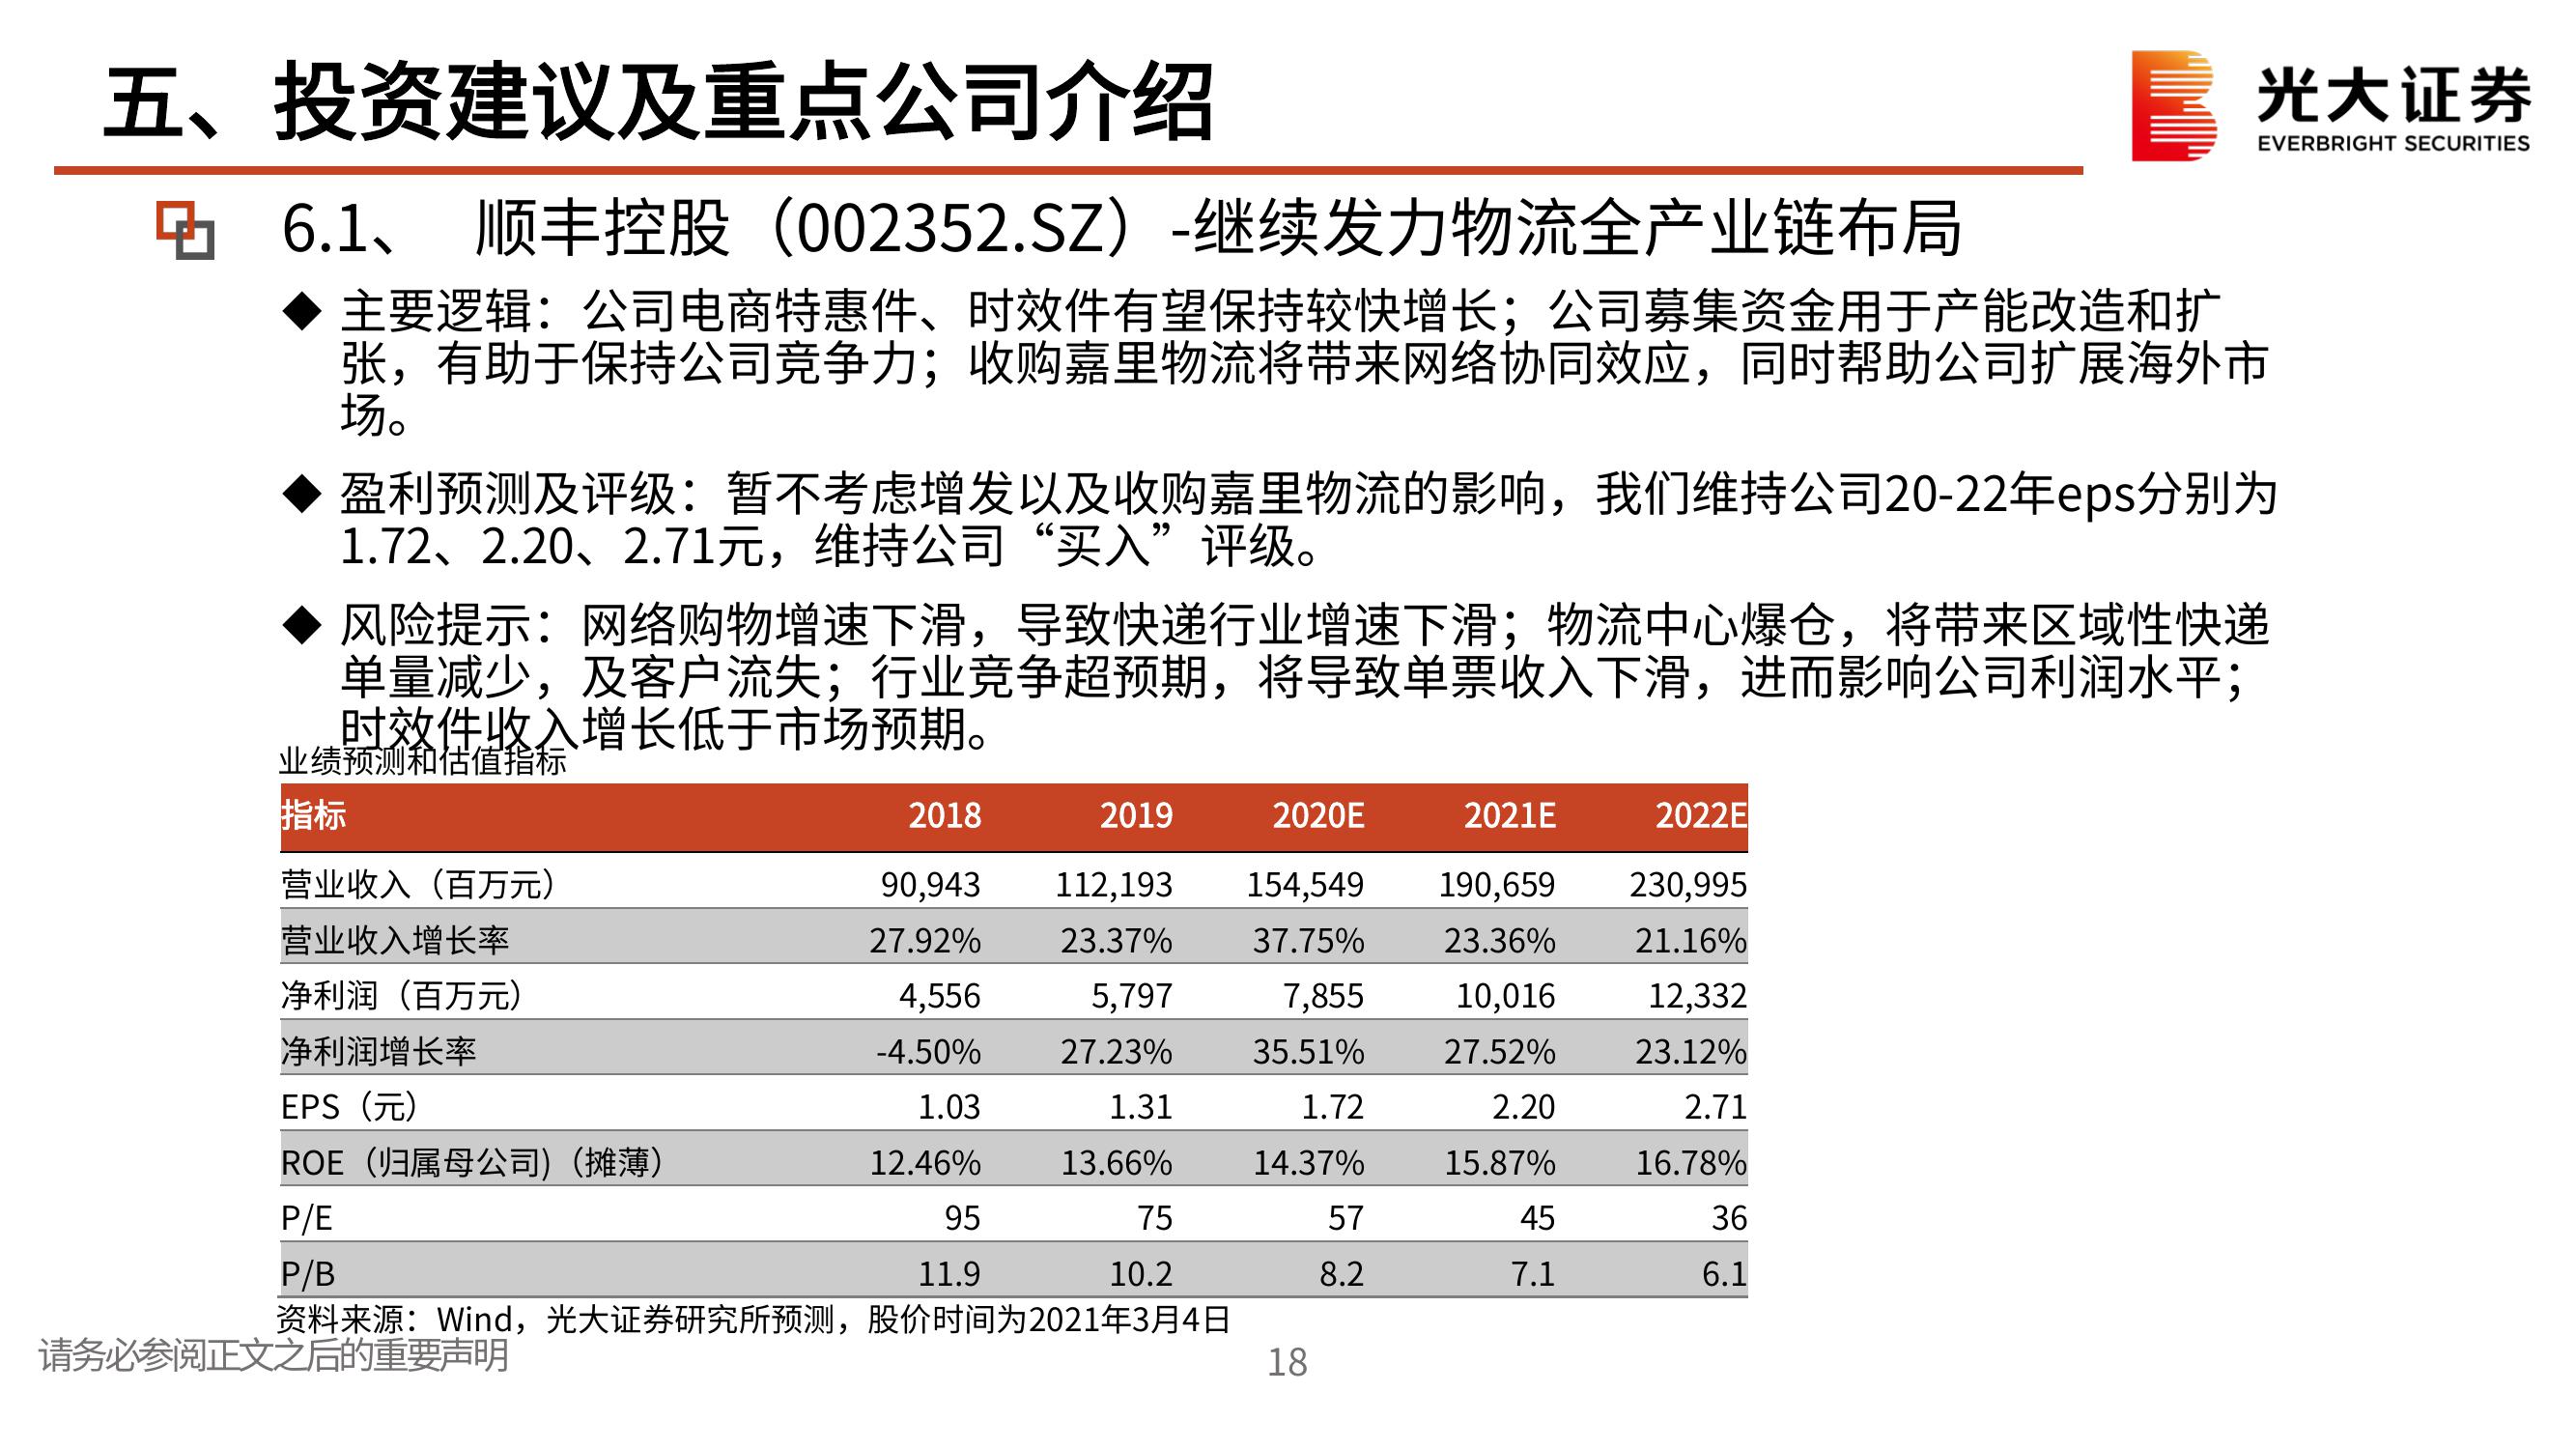 五、投资建议及重点公司介绍
光大证券
EVERBRIGHT SECURITIES
6.1、 顺丰控股（002352.SZ）-继续发力物流全产业链布局
◆ 主要逻辑：公司电商特惠件、时效件有望保持较快增长；公司募集资金用于产能改造和扩
张，有助于保持公司竞争力；收购嘉里物流将带来网络协同效应，同时帮助公司扩展海外市
场。
◆ 盈利预测及评级：暂不考虑增发以及收购嘉里物流的影响，我们维持公司20-22年eps分别为
1.72、2.20、2.71元，维持公司“买入”评级。
◆ 风险提示：网络购物增速下滑，导致快递行业增速下滑；物流中心爆仓，将带来区域性快递
单量减少，及客户流失；行业竞争超预期，将导致单票收入下滑，进而影响公司利润水平；
时效件收入增长低于市场预期。
业绩预测和估值指标
指标 2018 2019 2020E 2021E 2022E
营业收入（百万元） 90,943 112,193 154,549 190,659 230,995
营业收入增长率 27.92% 23.37% 37.75% 23.36% 21.16%
净利润（百万元） 4,556 5,797 7,855 10,016 12,332
净利润增长率 -4.50% 27.23% 35.51% 27.52% 23.12%
EPS（元） 1.03 1.31 1.72 2.20 2.71
ROE（归属母公司)（摊薄） 12.46% 13.66% 14.37% 15.87% 16.78%
P/E 95 75 57 45 36
P/B 11.9 10.2 8.2 7.1 6.1
资料来源：Wind，光大证券研究所预测，股价时间为2021年3月4日
请务必参阅正文之后的重要声明
18